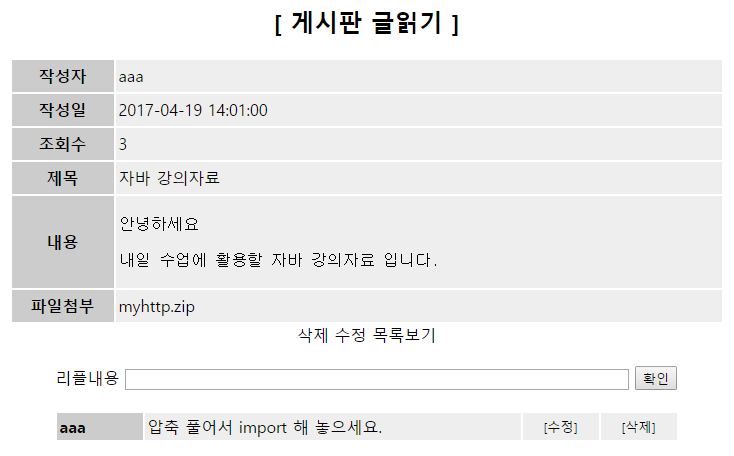 [ 게시판 글읽기 ]
작성자 aaa
작성일 2017-04-19 14:01:00
조회수 3
제목 자바 강의자료
내용 안녕하세요
내일 수업에 활용할 자바 강의자료 입니다.
파일첨부 myhttp.zip
삭제 수정 목록보기
리플내용 확인
aaa 압축 풀어서 import 해 놓으세요. [수정] [삭제]